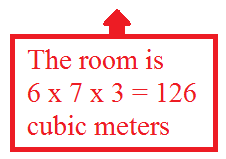 The room is
6 x 7 x 3 = 126
cubic meters